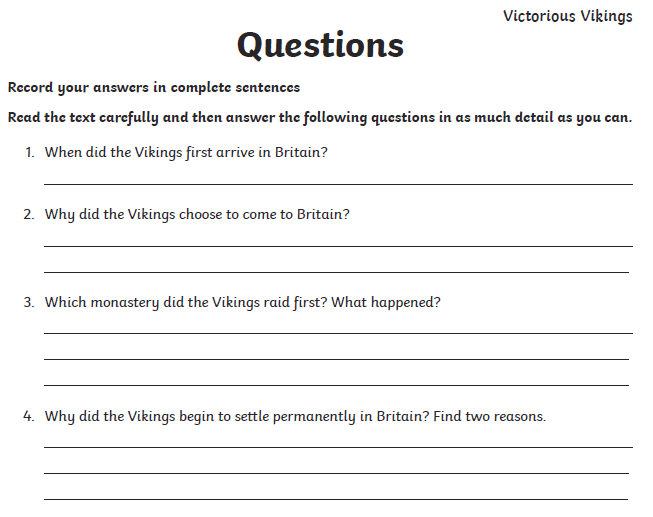 Victorious Vikings
Questions
Record your answers in complete sentences
Read the text carefully and then answer the following questions in as much detail as you can.
1. When did the Vikings first arrive in Britain?
2. Why did the Vikings choose to come to Britain?
3. Which monastery did the Vikings raid first? What happened?
4. Why did the Vikings begin to settle permanently in Britain? Find two reasons.